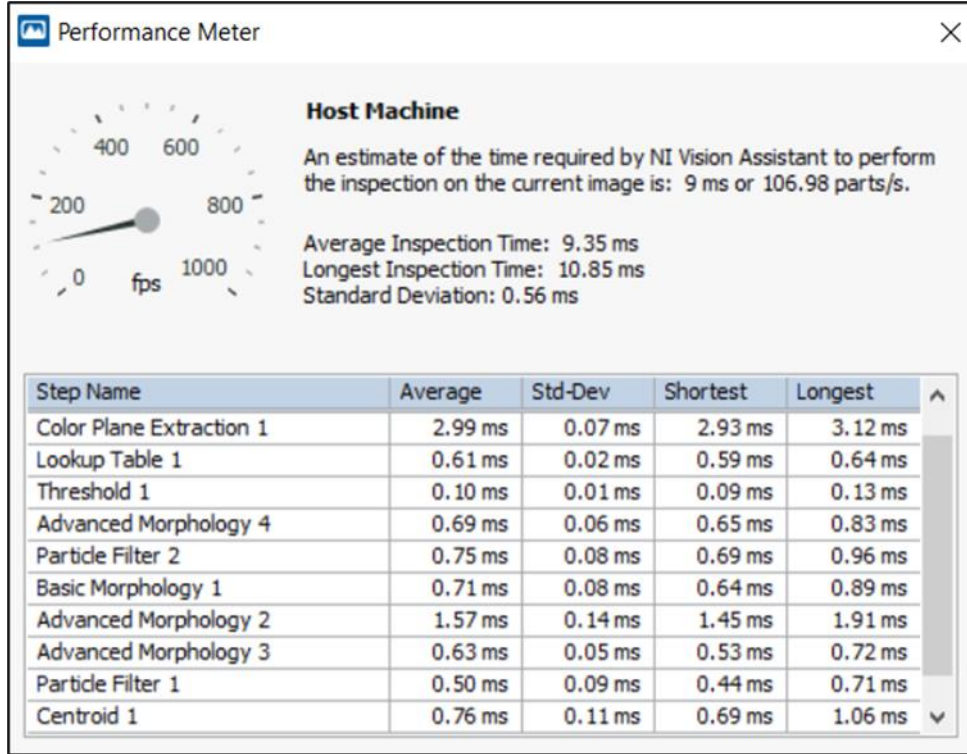 Performance Meter
400 600
200 800
0 fps 1000
Host Machine
An estimate of the time required by NI Vision Assistant to perform
the inspection on the current image is: 9 ms or 106.98 parts/s.
Average Inspection Time: 9.35 ms
Longest Inspection Time: 10.85 ms
Standard Deviation: 0.56 ms
Step Name Average Std-Dev Shortest Longest
Color Plane Extraction 1 2.99 ms 0.07 ms 2.93 ms 3.12 ms
Lookup Table 1 0.61 ms 0.02 ms 0.59 ms 0.64 ms
Threshold 1 0.10 ms 0.01 ms 0.09 ms 0.13 ms
Advanced Morphology 4 0.69 ms 0.06 ms 0.65 ms 0.83 ms
Particle Filter 2 0.75 ms 0.08 ms 0.69 ms 0.96 ms
Basic Morphology 1 0.71 ms 0.08 ms 0.64 ms 0.89 ms
Advanced Morphology 2 1.57 ms 0.14 ms 1.45 ms 1.91 ms
Advanced Morphology 3 0.63 ms 0.05 ms 0.53 ms 0.72 ms
Particle Filter 1 0.50 ms 0.09 ms 0.44 ms 0.71 ms
Centroid 1 0.76 ms 0.11 ms 0.69 ms 1.06 ms